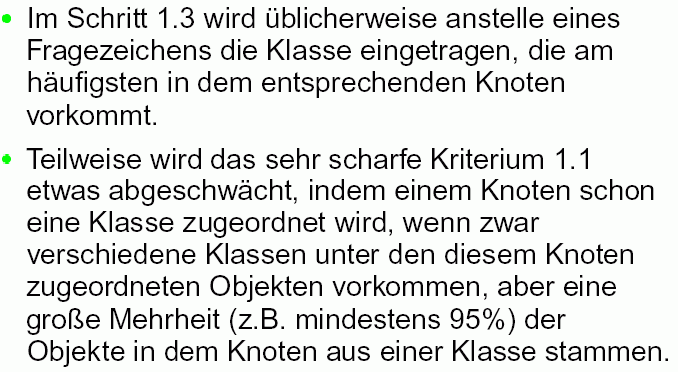 • Im Schritt 1.3 wird üblicherweise anstelle eines
Fragezeichens die Klasse eingetragen, die am
häufigsten in dem entsprechenden Knoten
vorkommt.
• Teilweise wird das sehr scharfe Kriterium 1.1
etwas abgeschwächt, indem einem Knoten schon
eine Klasse zugeordnet wird, wenn zwar
verschiedene Klassen unter den diesem Knoten
zugeordneten Objekten vorkommen, aber eine
große Mehrheit (z.B. mindestens 95%) der
Objekte in dem Knoten aus einer Klasse stammen.